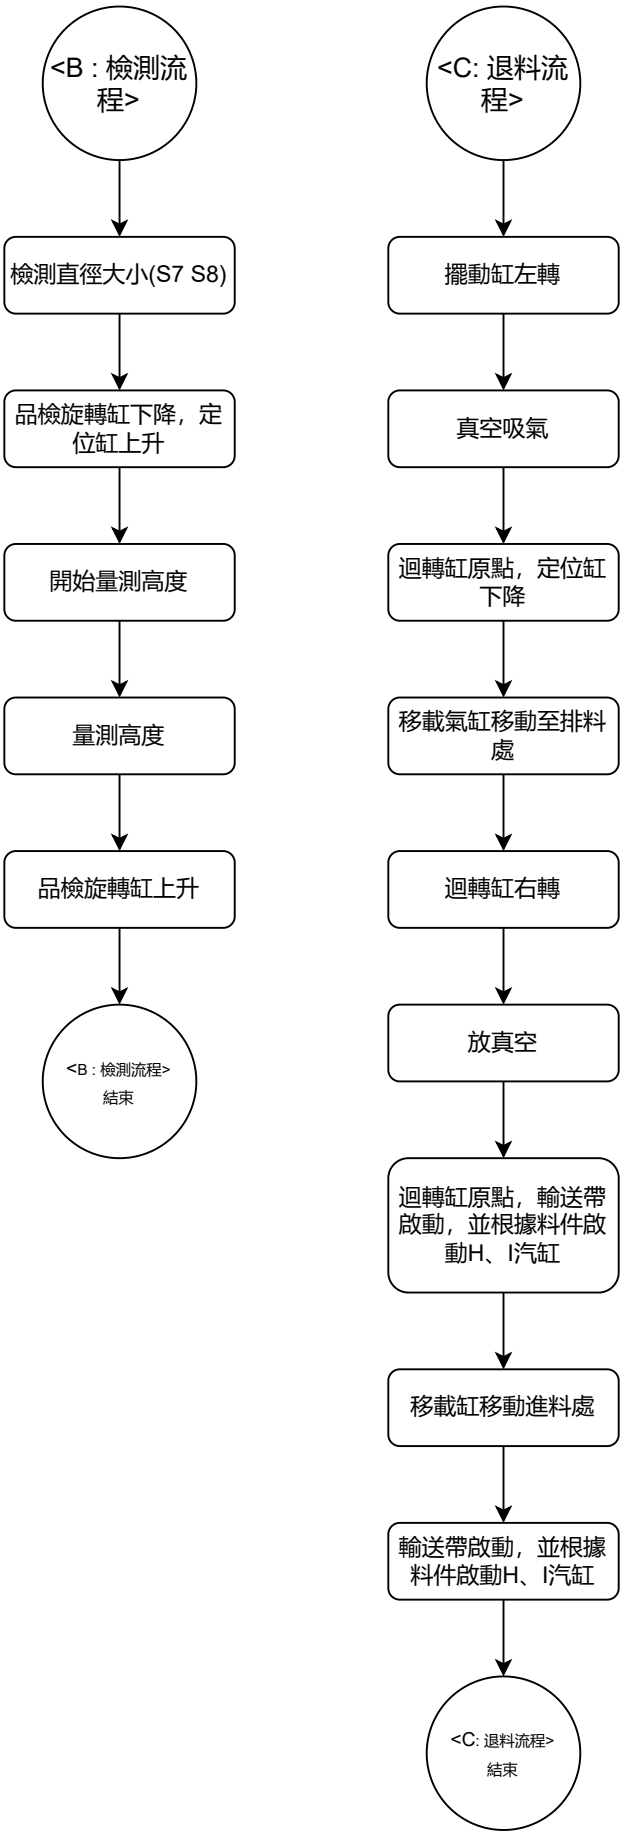 <B : 檢測流
程>
檢測直徑大小(S7 S8)
品檢旋轉缸下降，定
位缸上升
開始量測高度
量測高度
品檢旋轉缸上升
<B : 檢測流程>
結束
<C: 退料流
程>
擺動缸左轉
真空吸氣
迴轉缸原點，定位缸
下降
移載氣缸移動至排料
處
迴轉缸右轉
放真空
迴轉缸原點，輸送帶
啟動，並根據料件啟
動H、I汽缸
移載缸移動進料處
輸送帶啟動，並根據
料件啟動H、I汽缸
<C: 退料流程>
結束